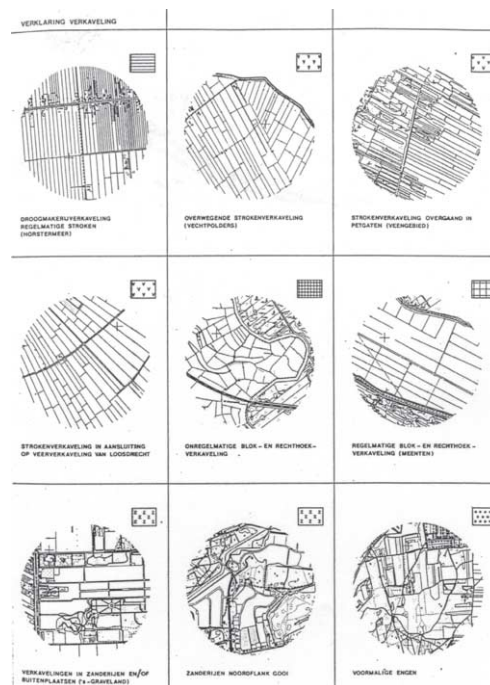 VERKLARING VERKAVELING
DROOGMAKERIJVERKAVELING
REGELMATIGE STROKEN
(HORSTERMEER)
OVERWEGENDE STROKENVERKAVELING
(VECHTPOLDERS)
STROKENVERKAVELING OVERGAAND IN
PETGATEN (VEENGEBIED)
STROKENVERKAVELING IN AANSLUITING
OP VEERVERKAVELING VAN LOOSDRECHT
ONREGELMATIGE BLOK- EN RECHTHOEK-
VERKAVELING
REGELMATIGE BLOK- EN RECHTHOEK-
VERKAVELING (MEENTEN)
VERKAVELINGEN IN ZANDERIJEN EN/OF
BUITENPLAATSEN ('s-GRAVELAND)
ZANDERIJEN NOORDFLANK GOOI
VOORMALIGE ENGEN